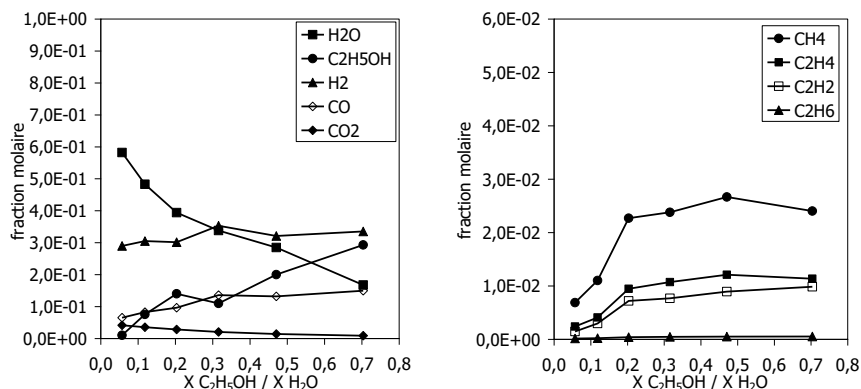 fraction molaire
1,0E+00
9,0E-01
8,0E-01
7,0E-01
6,0E-01
5,0E-01
4,0E-01
3,0E-01
2,0E-01
1,0E-01
0,0E+00
H2O
C2H5OH
H2
CO
CO2
0,0 0,1 0,2 0,3 0,4 0,5 0,6 0,7 0,8
X C₂H₅OH / X H₂O
fraction molaire
6,0E-02
5,0E-02
4,0E-02
3,0E-02
2,0E-02
1,0E-02
0,0E+00
CH4
C2H4
C2H2
C2H6
0,0 0,1 0,2 0,3 0,4 0,5 0,6 0,7 0,8
X C₂H₅OH / X H₂O